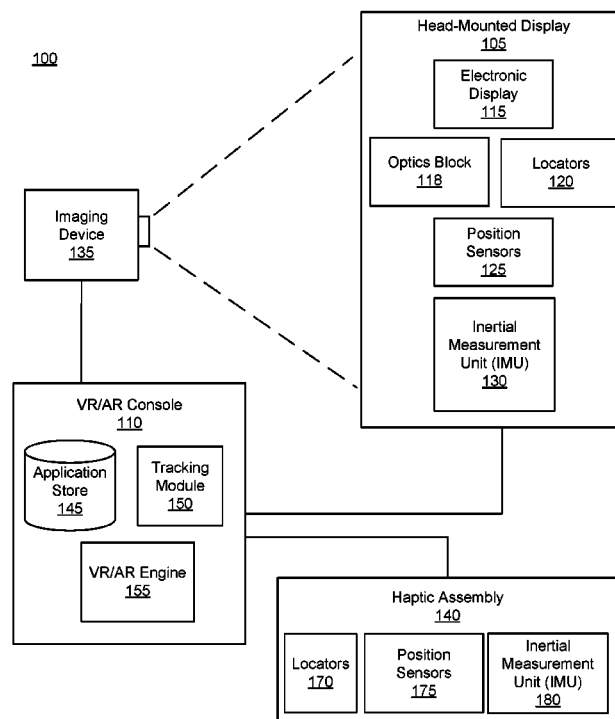 100
Head-Mounted Display
105
Electronic
Display
115
Optics Block
118
Locators
120
Imaging
Device
135
Position
Sensors
125
Inertial
Measurement
Unit (IMU)
130
VR/AR Console
110
Application
Store
145
Tracking
Module
150
VR/AR Engine
155
Haptic Assembly
140
Locators
170
Position
Sensors
175
Inertial
Measurement
Unit (IMU)
180